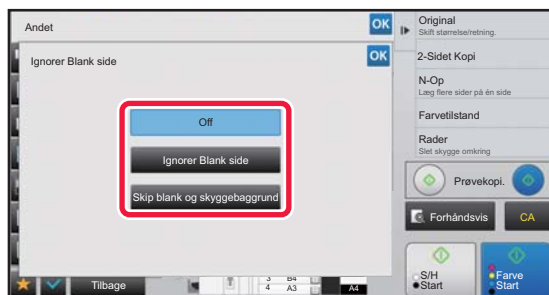 Andet
OK
Ignorer Blank side
OK
Off
Ignorer Blank side
Skip blank og skyggebaggrund
Tilbage
3 B4
4 A3
A4
Original
Skift størrelse/retning.
2-Sidet Kopi
N-Op
Læg flere sider på én side
Farvetilstand
Rader
Slet skygge omkring
Prøvekopi.
Forhåndsvis
CA
S/H
Start
Farve
Start